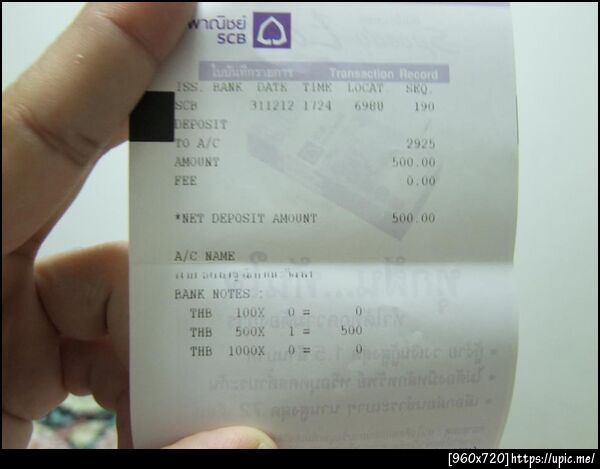 พาณิชย์
SCB
ใบบันทึกรายการ Transaction Record
ISS. BANK DATE TIME LOCAT. SEQ.
SCB 311212 1724 6980 190
DEPOSIT
TO A/C 2925
AMOUNT 500.00
FEE 0.00
*NET DEPOSIT AMOUNT 500.00
A/C NAME
BANK NOTES :
THB 100X 0 = 0
THB 500X 1 = 500
THB 1000X 0 = 0
[960x720]https://upic.me/